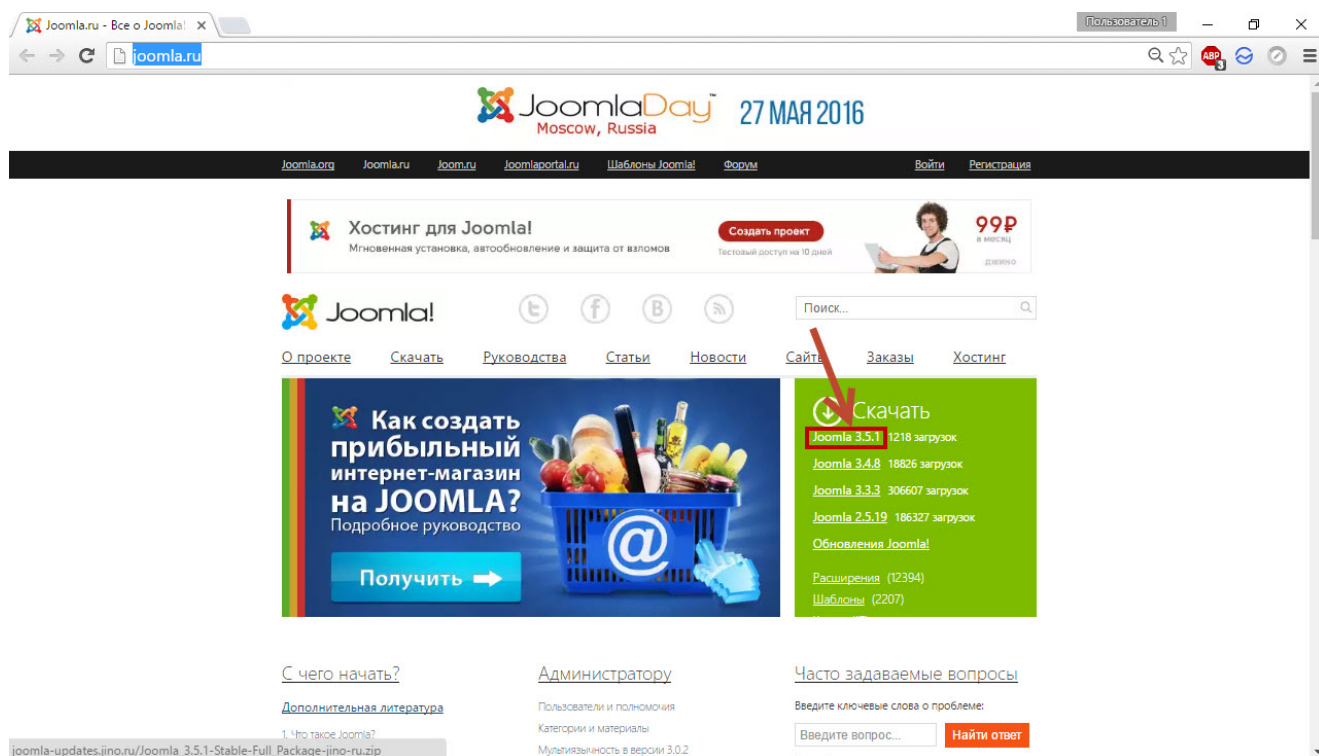 Joomla.ru - Все о Joomla!
Пользователь 1
joomla.ru
ABP
3
JoomlaDay™
Moscow, Russia
27 МАЯ 2016
Joomla.org Joomla.ru Joom.ru Joomlaportal.ru Шаблоны Joomla! Форум Войти Регистрация
Хостинг для Joomla!
Мгновенная установка, автообновление и защита от взломов
Создать проект
Тестовый доступ на 10 дней
99₽
в месяц
джино
Joomla!
Поиск...
О проекте Скачать Руководства Статьи Новости Сайты Заказы Хостинг
Как создать
прибыльный
интернет-магазин
на JOOMLA?
Подробное руководство
Получить
@
Скачать
Joomla 3.5.1 1218 загрузок
Joomla 3.4.8 18826 загрузок
Joomla 3.3.3 306607 загрузок
Joomla 2.5.19 186327 загрузок
Обновления Joomla!
Расширения (12394)
Шаблоны (2207)
С чего начать?
Дополнительная литература
1. Что такое Joomla?
Администратору
Пользователи и полномочия
Категории и материалы
Мультиязычность в версии 3.0.2
Часто задаваемые вопросы
Введите ключевые слова о проблеме:
Введите вопрос...
Найти ответ
joomla-updates.jino.ru/Joomla_3.5.1-Stable-Full_Package-jino-ru.zip